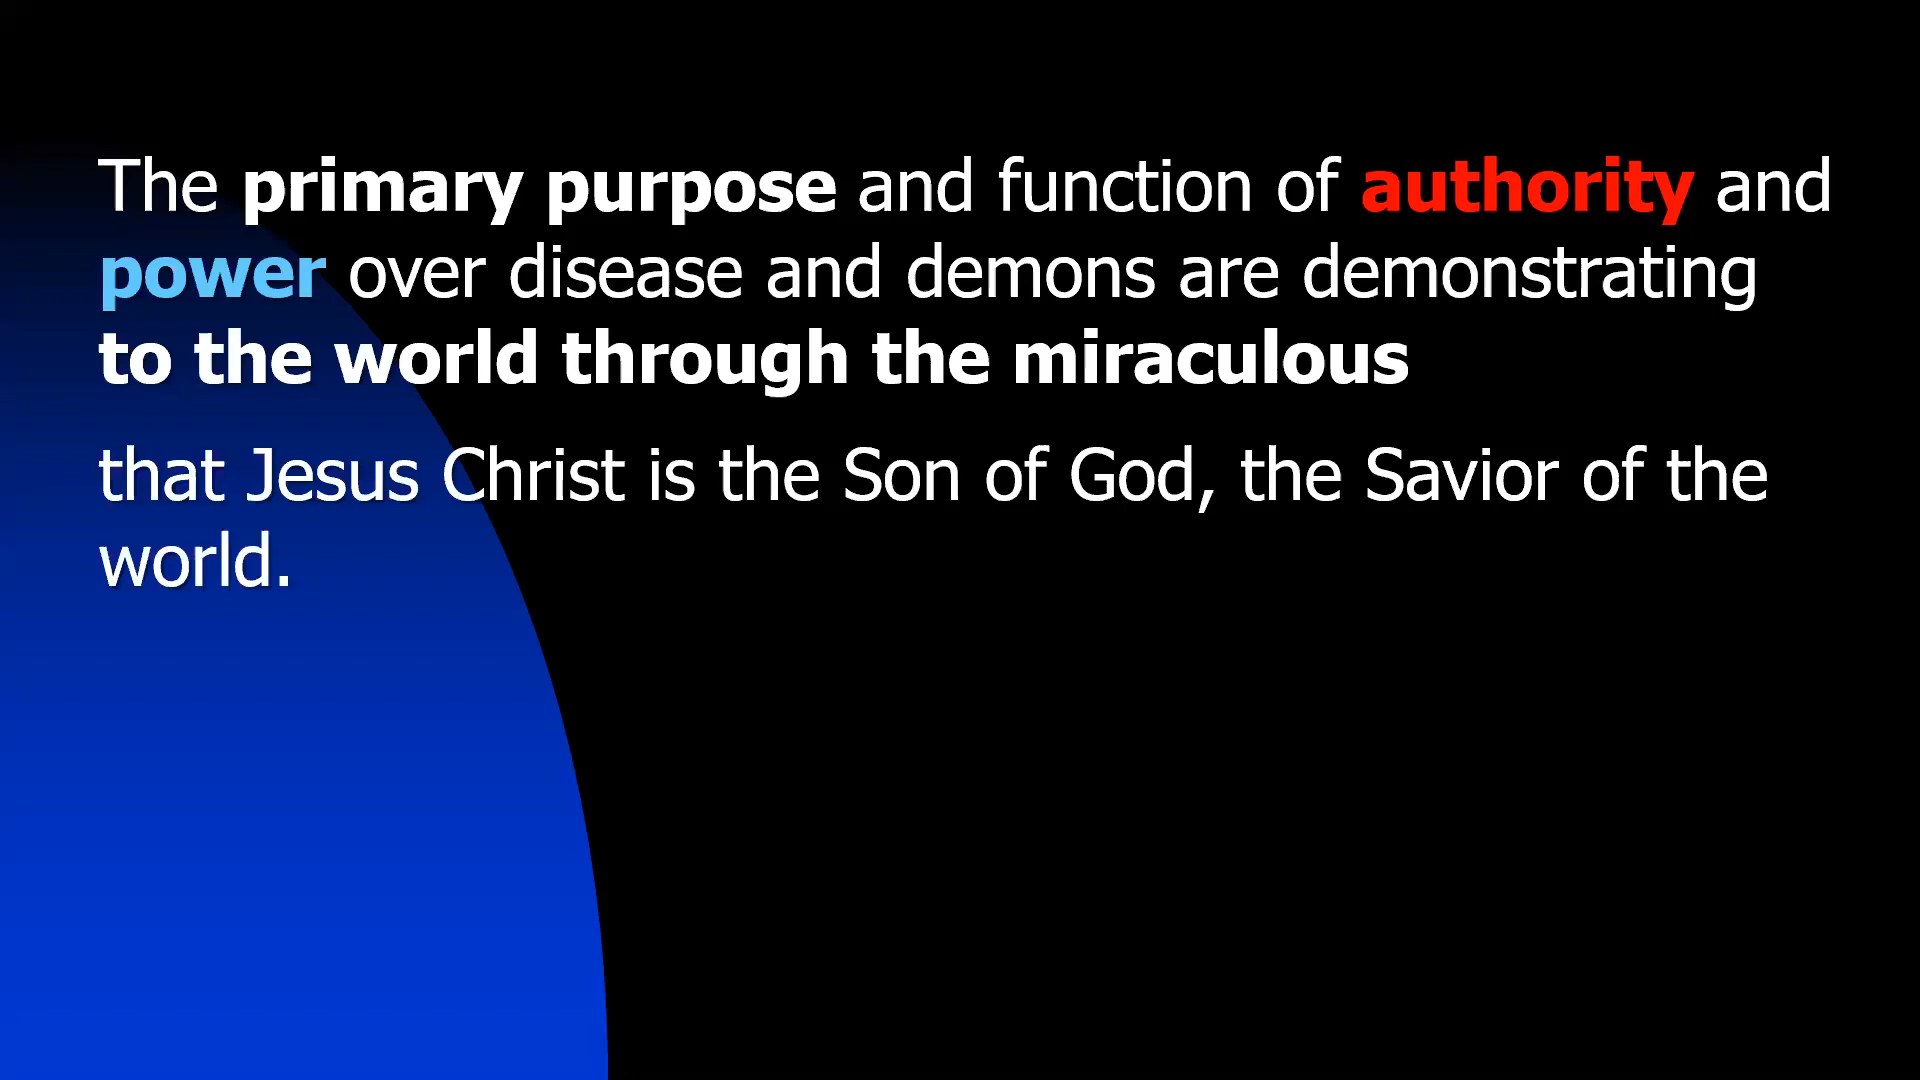 The primary purpose and function of authority and
power over disease and demons are demonstrating
to the world through the miraculous
that Jesus Christ is the Son of God, the Savior of the
world.